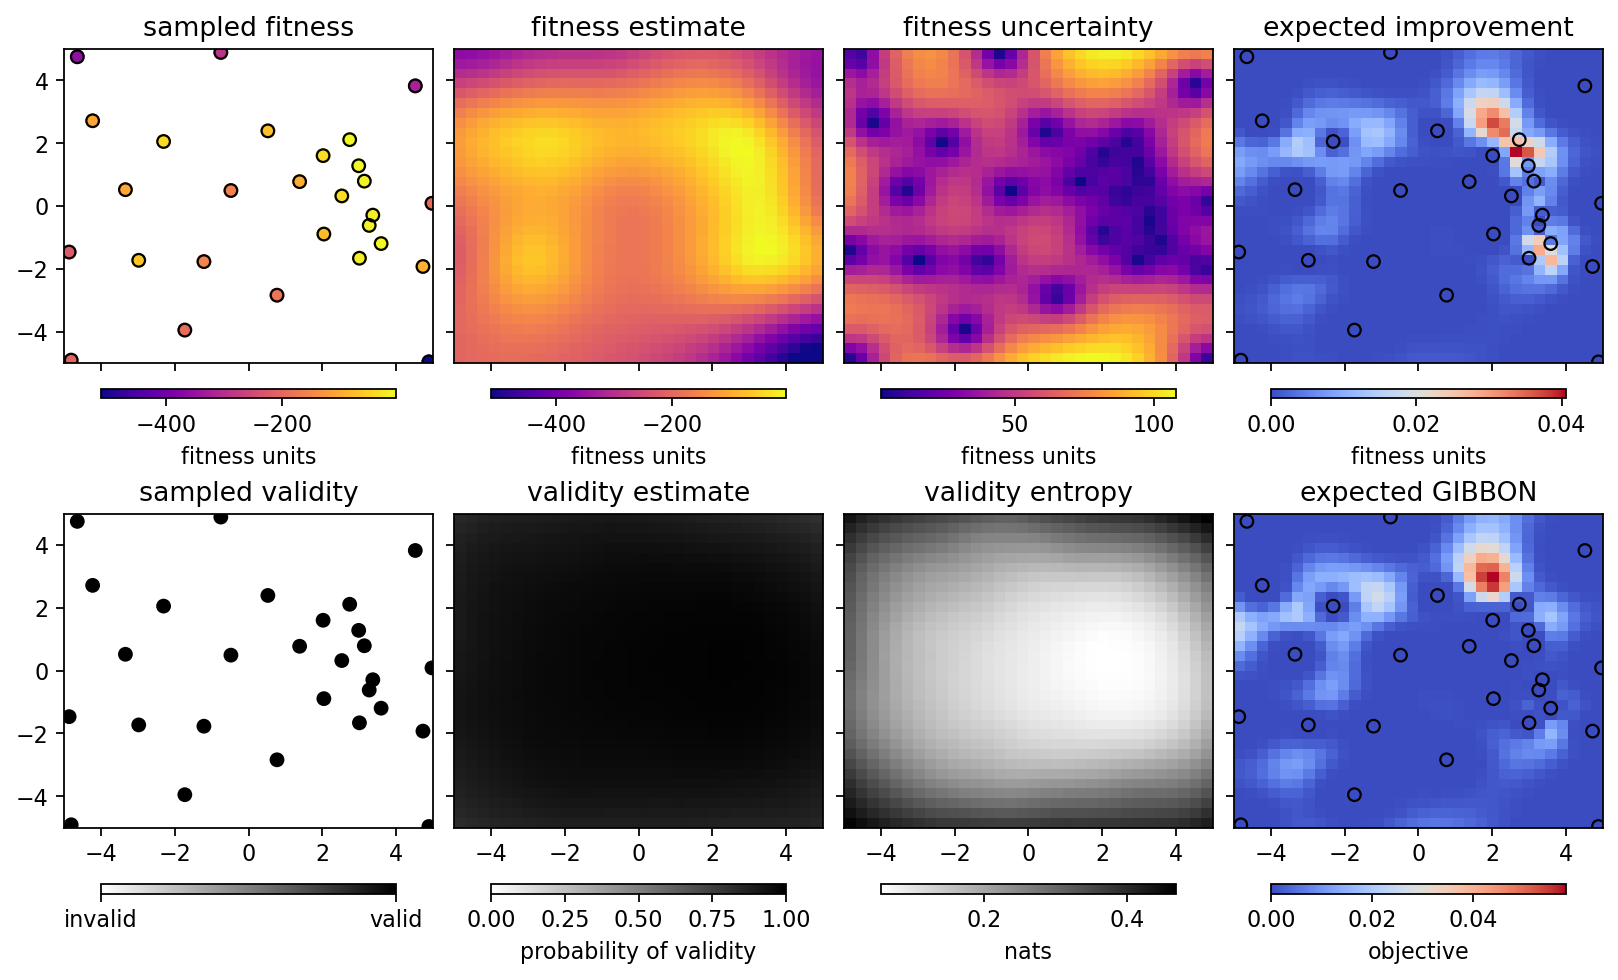 sampled fitness
fitness estimate
fitness uncertainty
expected improvement
4
2
0
−2
−4
−400 −200
−400 −200
50 100
0.00 0.02 0.04
fitness units
fitness units
fitness units
fitness units
sampled validity
validity estimate
validity entropy
expected GIBBON
4
2
0
−2
−4
−4 −2 0 2 4
−4 −2 0 2 4
−4 −2 0 2 4
−4 −2 0 2 4
invalid valid
0.00 0.25 0.50 0.75 1.00
0.2 0.4
0.00 0.02 0.04
probability of validity
nats
objective